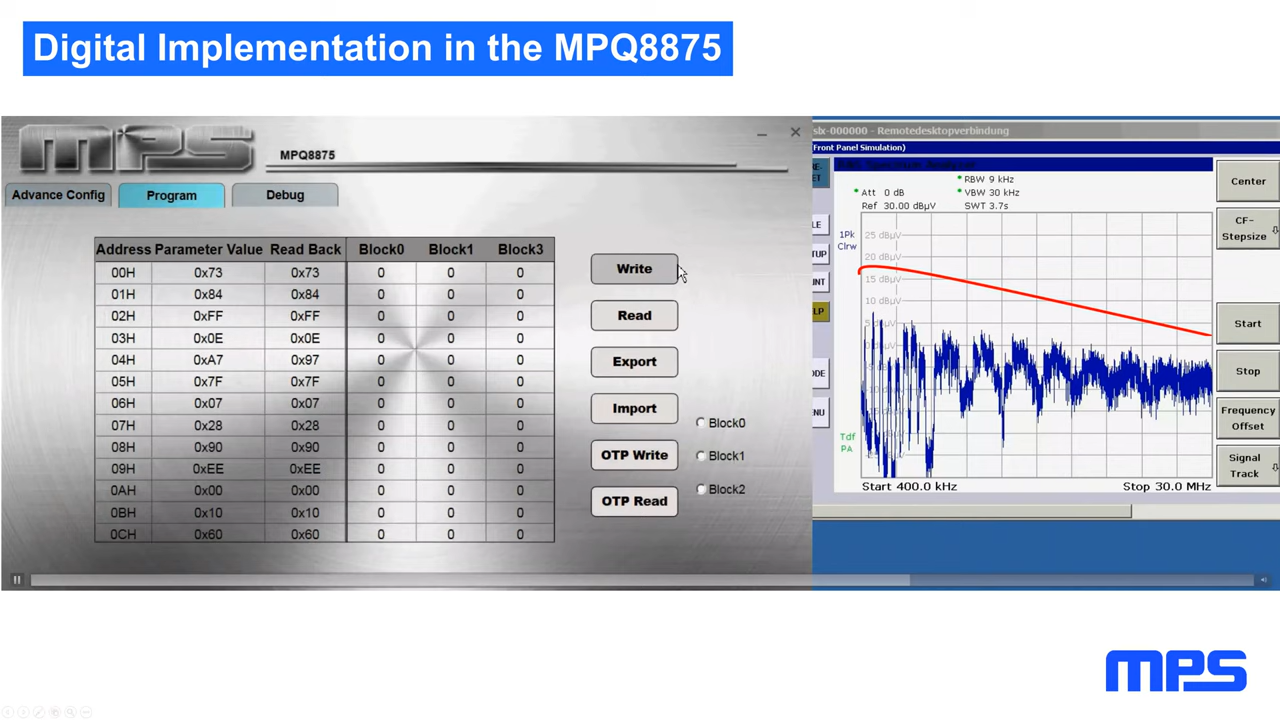 Digital Implementation in the MPQ8875
mps
MPQ8875
Advance Config Program Debug
Address Parameter Value Read Back Block0 Block1 Block3
00H 0x73 0x73 0 0 0
01H 0x84 0x84 0 0 0
02H 0xFF 0xFF 0 0 0
03H 0x0E 0x0E 0 0 0
04H 0xA7 0x97 0 0 0
05H 0x7F 0x7F 0 0 0
06H 0x07 0x07 0 0 0
07H 0x28 0x28 0 0 0
08H 0x90 0x90 0 0 0
09H 0xEE 0xEE 0 0 0
0AH 0x00 0x00 0 0 0
0BH 0x10 0x10 0 0 0
0CH 0x60 0x60 0 0 0
Write
Read
Export
Import
OTP Write
OTP Read
Block0
Block1
Block2
slx-000000 - Remotedesktopverbindung
(Front Panel Simulation)
RBW 9 kHz
Att 0 dB VBW 30 kHz
Ref 30.00 dBµV SWT 3.7s
1Pk
Clrw
25 dBµV
20 dBµV
15 dBµV
10 dBµV
5 dBµV
Tdf
PA
Start 400.0 kHz Stop 30.0 MHz
Center
CF-
Stepsize
Start
Stop
Frequency
Offset
Signal
Track
mps